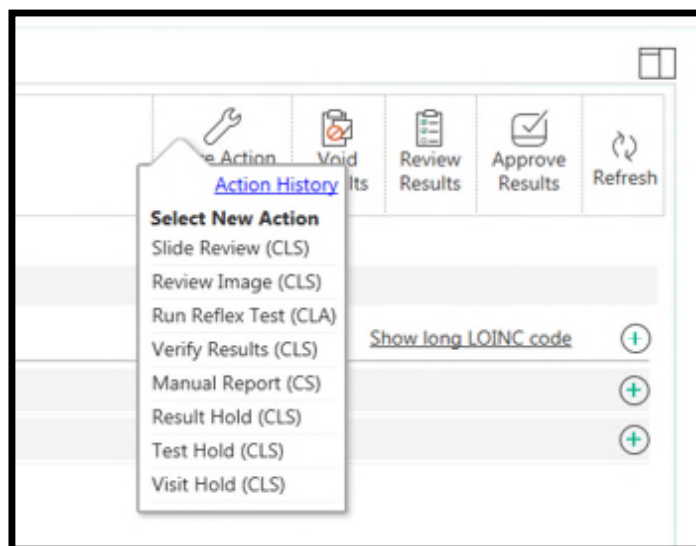 Action
Void
Review
Results
Approve
Results
Refresh
Action History
Select New Action
Slide Review (CLS)
Review Image (CLS)
Run Reflex Test (CLA)
Verify Results (CLS)
Manual Report (CS)
Result Hold (CLS)
Test Hold (CLS)
Visit Hold (CLS)
Show long LOINC code